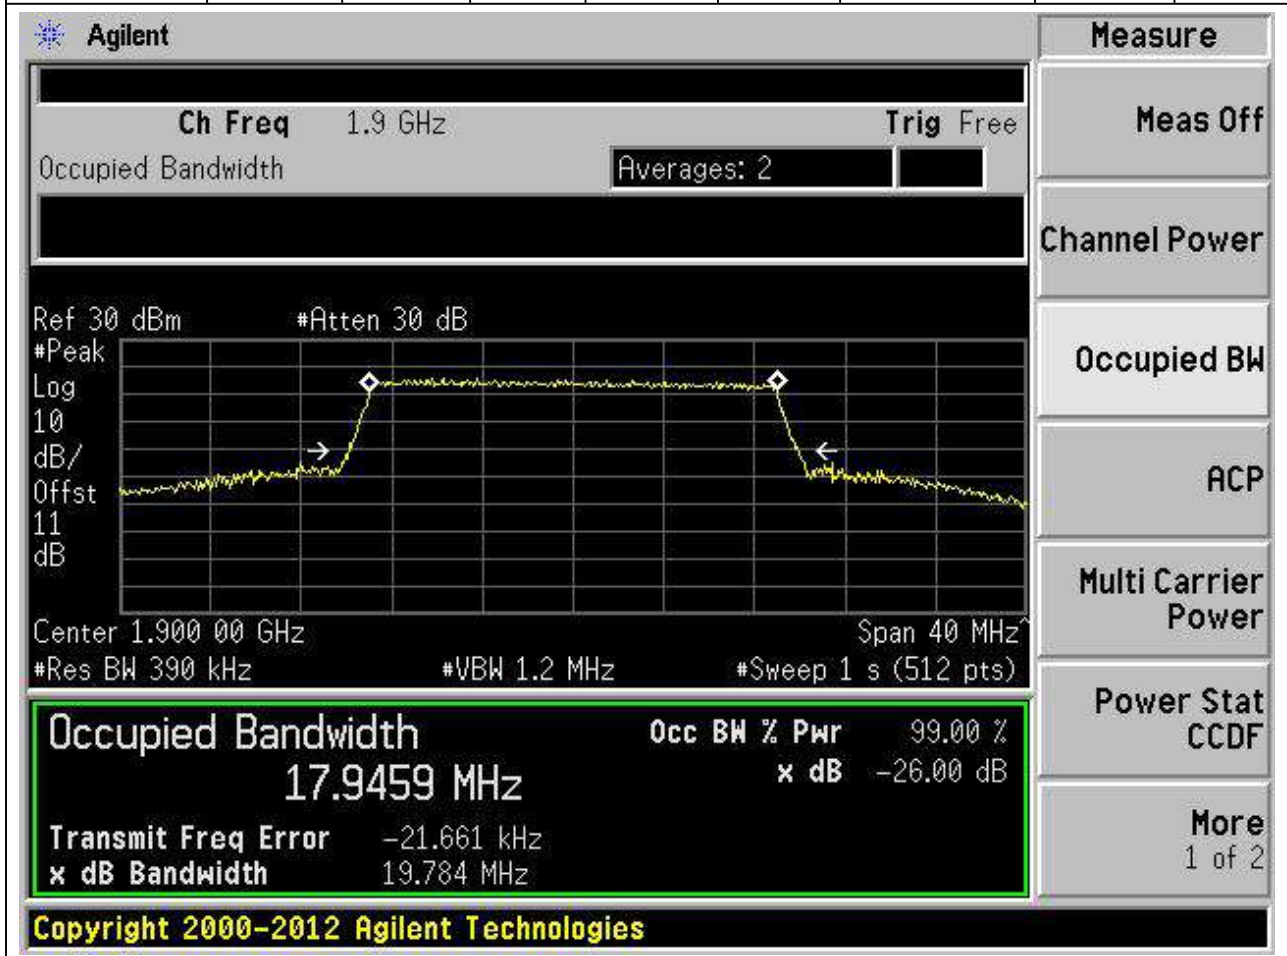 Agilent
Measure
Ch Freq 1.9 GHz Trig Free
Meas Off
Occupied Bandwidth Averages: 2
Channel Power
Ref 30 dBm #Atten 30 dB
#Peak
Log
10
dB/
Offst
11
dB
Occupied BW
ACP
Center 1.900 00 GHz Span 40 MHz^
#Res BW 390 kHz #VBW 1.2 MHz #Sweep 1 s (512 pts)
Multi Carrier
Power
Occupied Bandwidth Occ BW % Pwr 99.00 %
17.9459 MHz x dB -26.00 dB
Transmit Freq Error -21.661 kHz
x dB Bandwidth 19.784 MHz
Power Stat
CCDF
More
1 of 2
Copyright 2000-2012 Agilent Technologies